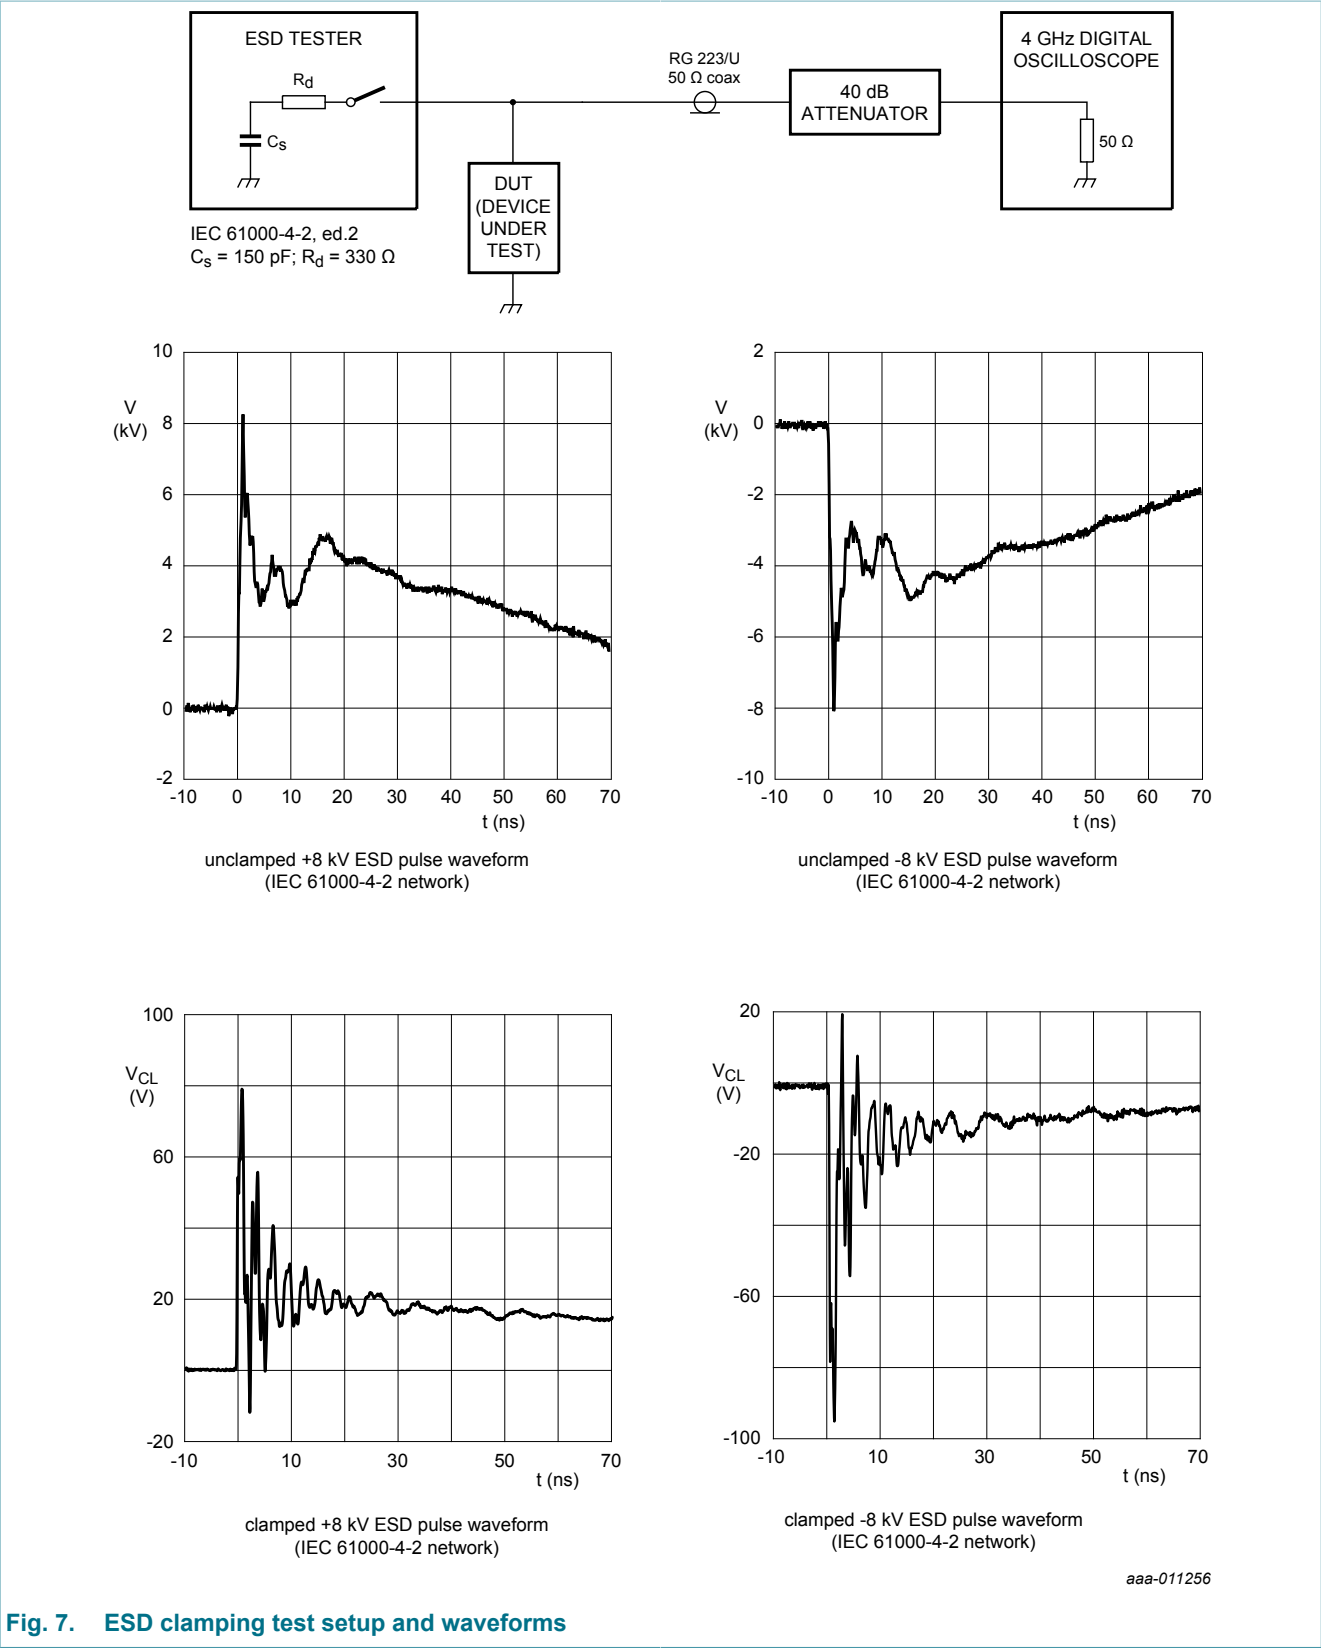 ESD TESTER
Rd
Cs
IEC 61000-4-2, ed.2
Cs = 150 pF; Rd = 330 Ω
DUT
(DEVICE
UNDER
TEST)
RG 223/U
50 Ω coax
40 dB
ATTENUATOR
4 GHz DIGITAL
OSCILLOSCOPE
50 Ω
V
(kV)
10
8
6
4
2
0
-2
-10 0 10 20 30 40 50 60 70
t (ns)
unclamped +8 kV ESD pulse waveform
(IEC 61000-4-2 network)
V
(kV)
2
0
-2
-4
-6
-8
-10
-10 0 10 20 30 40 50 60 70
t (ns)
unclamped -8 kV ESD pulse waveform
(IEC 61000-4-2 network)
VCL
(V)
100
60
20
-20
-10 10 30 50 70
t (ns)
clamped +8 kV ESD pulse waveform
(IEC 61000-4-2 network)
VCL
(V)
20
-20
-60
-100
-10 10 30 50 70
t (ns)
clamped -8 kV ESD pulse waveform
(IEC 61000-4-2 network)
aaa-011256
Fig. 7. ESD clamping test setup and waveforms